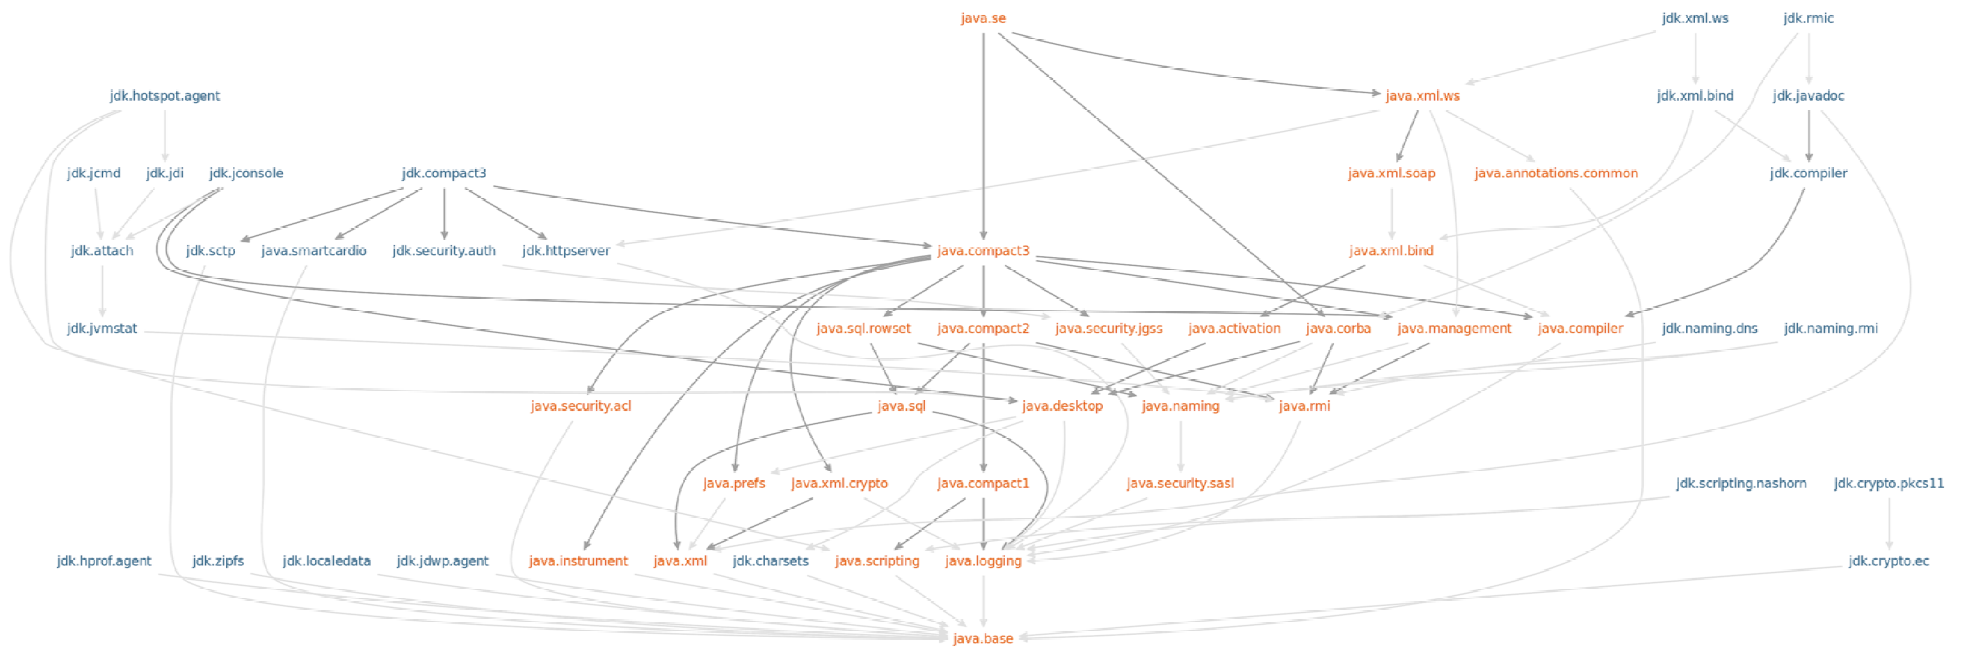 java.se
jdk.xml.ws
jdk.rmic
jdk.hotspot.agent
java.xml.ws
jdk.xml.bind
jdk.javadoc
jdk.jcmd
jdk.jdi
jdk.jconsole
jdk.compact3
java.xml.soap
java.annotations.common
jdk.compiler
jdk.attach
jdk.sctp
java.smartcardio
jdk.security.auth
jdk.httpserver
java.compact3
java.xml.bind
jdk.jvmstat
java.sql.rowset
java.compact2
java.security.jgss
java.activation
java.corba
java.management
java.compiler
jdk.naming.dns
jdk.naming.rmi
java.security.acl
java.sql
java.desktop
java.naming
java.rmi
java.prefs
java.xml.crypto
java.compact1
java.security.sasl
jdk.scripting.nashorn
jdk.crypto.pkcs11
jdk.hprof.agent
jdk.zipfs
jdk.localedata
jdk.jdwp.agent
java.instrument
java.xml
jdk.charsets
java.scripting
java.logging
jdk.crypto.ec
java.base